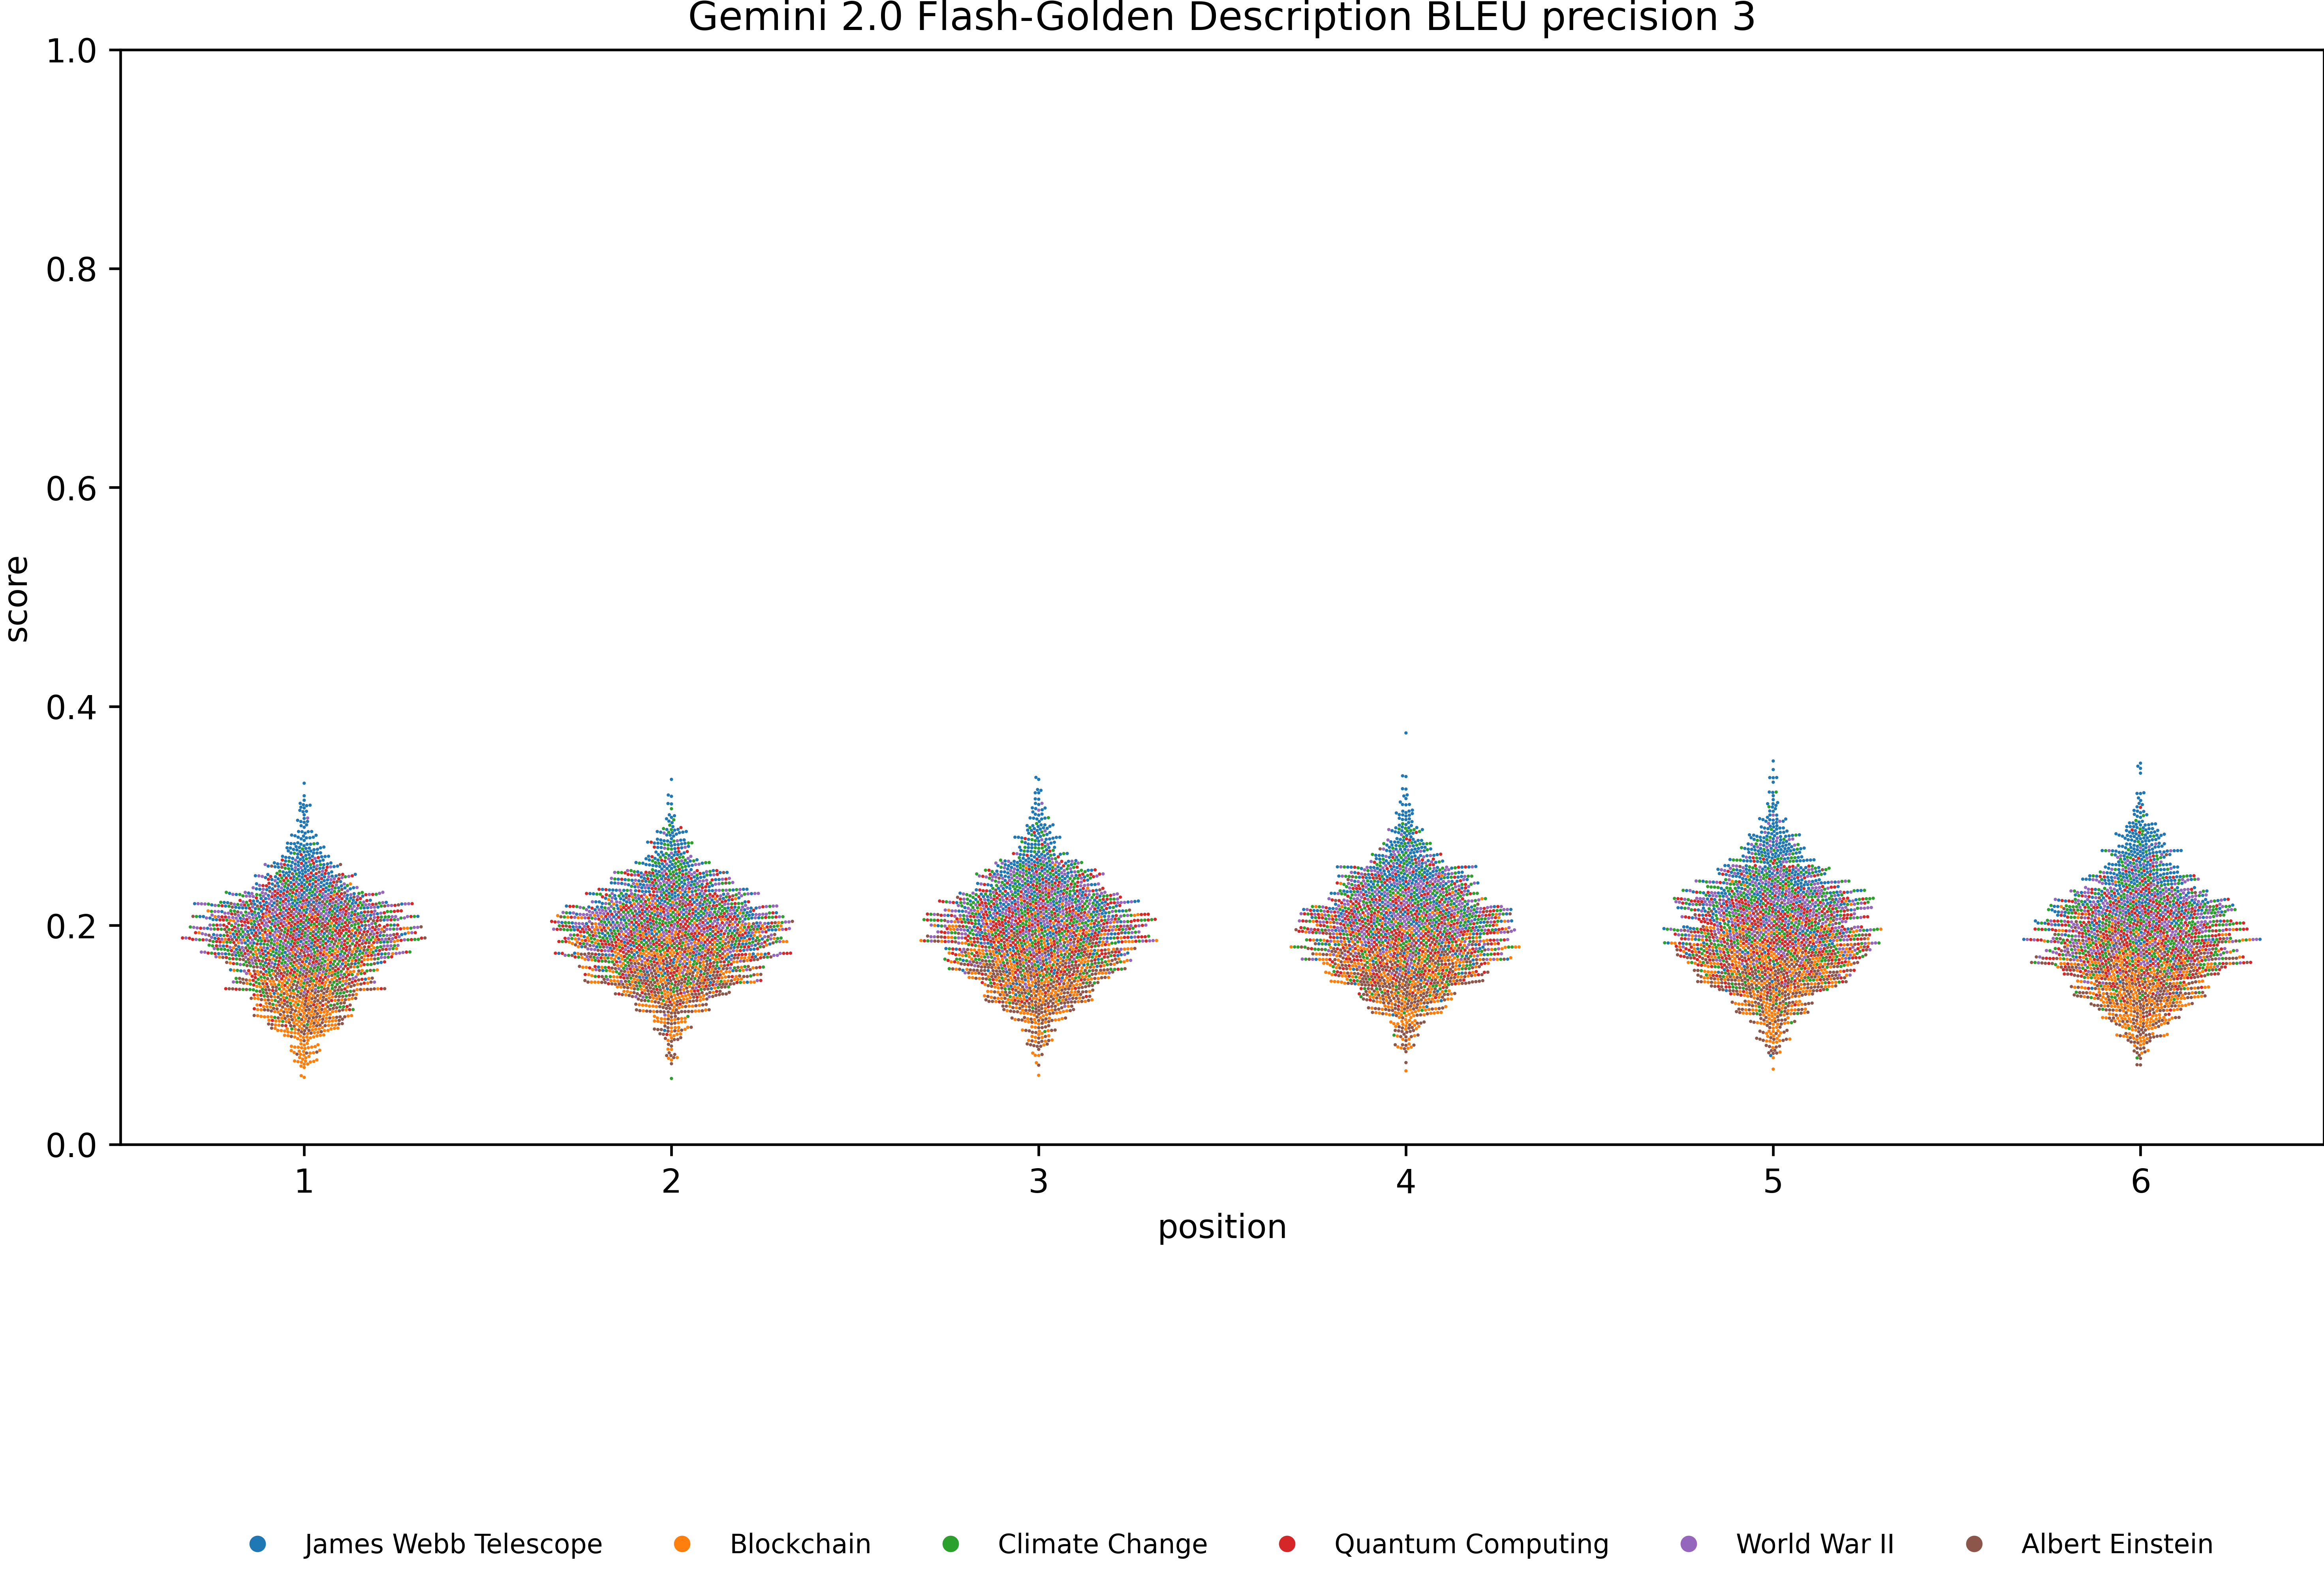 Gemini 2.0 Flash-Golden Description BLEU precision 3
1.0
0.8
0.6
score
0.4
0.2
0.0
1 2 3 4 5 6
position
James Webb Telescope Blockchain Climate Change Quantum Computing World War II Albert Einstein